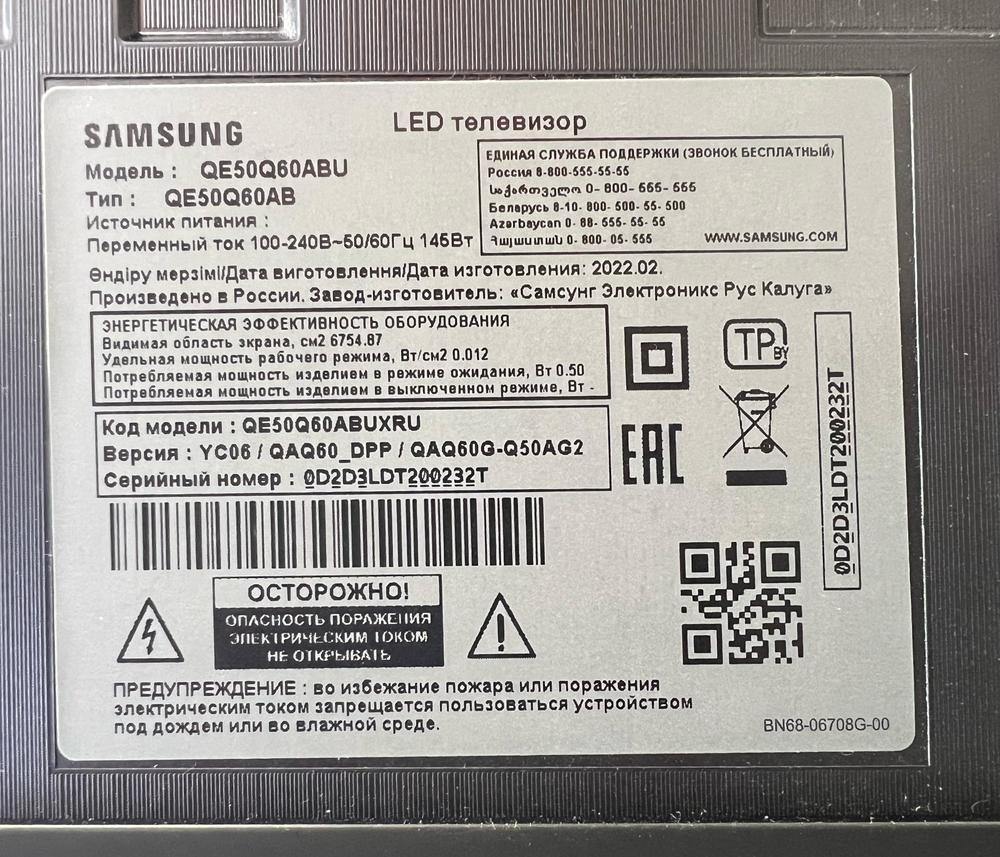 SAMSUNG
LED телевизор
Модель : QE50Q60ABU
Тип : QE50Q60AB
Источник питания :
Переменный ток 100-240В~50/60Гц 145Вт
ЕДИНАЯ СЛУЖБА ПОДДЕРЖКИ (ЗВОНОК БЕСПЛАТНЫЙ)
Россия 8-800-555-55-55
საქართველო 0- 800- 555- 555
Беларусь 8-10- 800- 500- 55- 500
Azərbaycan 0- 88- 555- 55- 55
Հայաստան 0- 800- 05- 555
WWW.SAMSUNG.COM
Өндіру мерзімі/Дата виготовлення/Дата изготовления: 2022.02.
Произведено в России. Завод-изготовитель: «Самсунг Электроникс Рус Калуга»
ЭНЕРГЕТИЧЕСКАЯ ЭФФЕКТИВНОСТЬ ОБОРУДОВАНИЯ
Видимая область экрана, см2 6754.87
Удельная мощность рабочего режима, Вт/см2 0.012
Потребляемая мощность изделием в режиме ожидания, Вт 0.50
Потребляемая мощность изделием в выключенном режиме, Вт -
TP BY
Код модели : QE50Q60ABUXRU
Версия : YC06 / QAQ60_DPP / QAQ60G-Q50AG2
Серийный номер : 0D2D3LDT200232T
EAC
0D2D3LDT200232T
ОСТОРОЖНО!
ОПАСНОСТЬ ПОРАЖЕНИЯ
ЭЛЕКТРИЧЕСКИМ ТОКОМ
НЕ ОТКРЫВАТЬ
ПРЕДУПРЕЖДЕНИЕ : во избежание пожара или поражения
электрическим током запрещается пользоваться устройством
под дождем или во влажной среде.
BN68-06708G-00